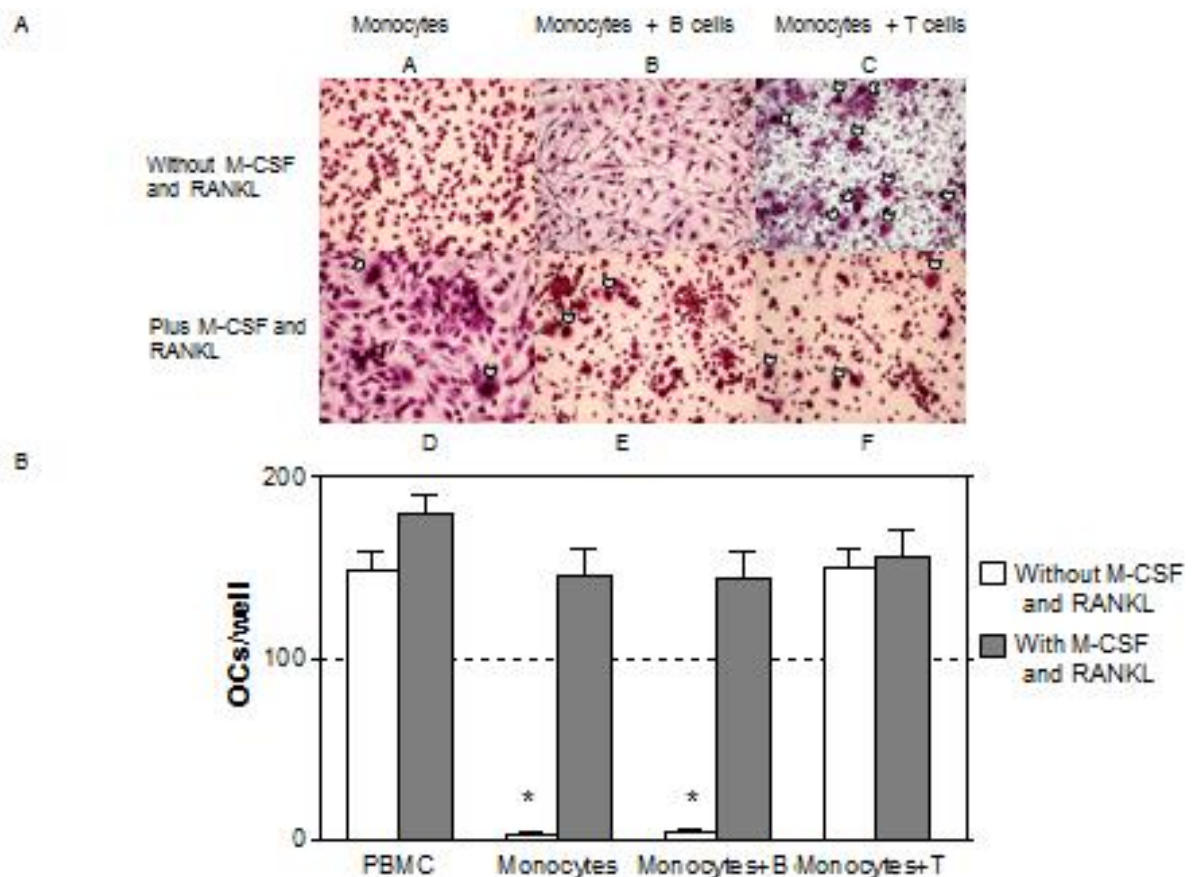 A
Monocytes Monocytes + B cells Monocytes + T cells
A B C
Without M-CSF
and RANKL
Plus M-CSF and
RANKL
D E F
B
200
100
0
OCs/well
* *
PBMC Monocytes Monocytes+B Monocytes+T
Without M-CSF
and RANKL
With M-CSF
and RANKL